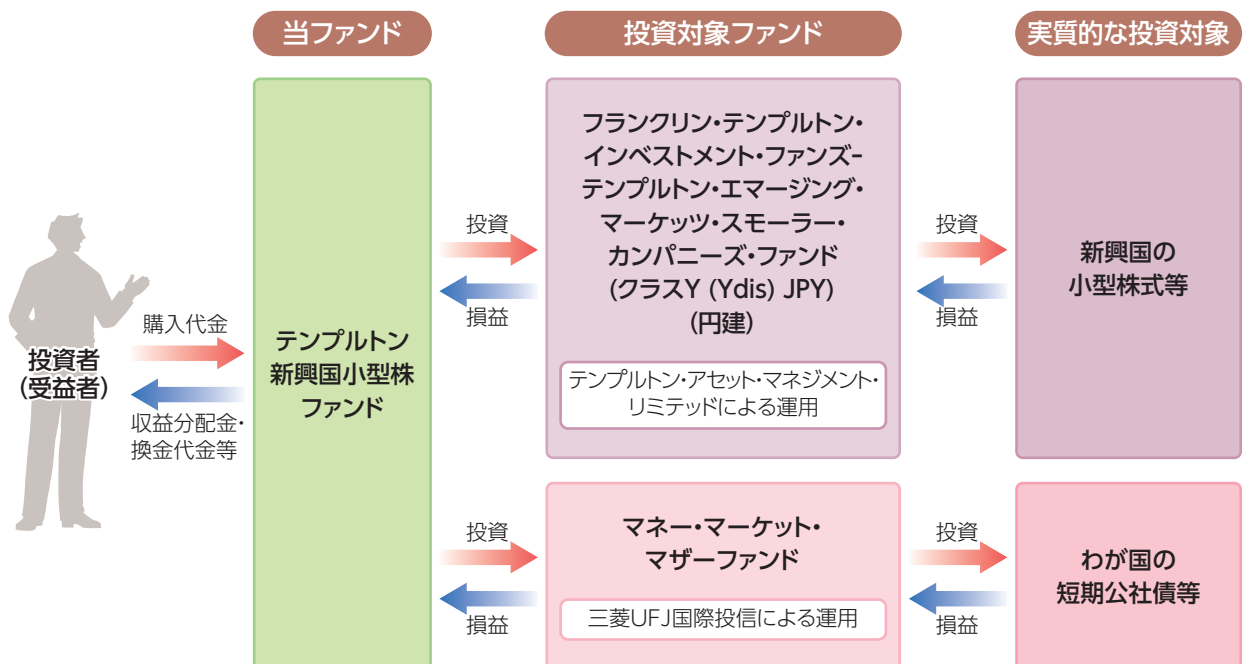 当ファンド
投資対象ファンド
実質的な投資対象
投資者
(受益者)
購入代金
収益分配金・
換金代金等
テンプルトン
新興国小型株
ファンド
投資
損益
フランクリン・テンプルトン・
インベストメント・ファンズ-
テンプルトン・エマージング・
マーケッツ・スモーラー・
カンパニーズ・ファンド
(クラスY (Ydis) JPY)
(円建)
テンプルトン・アセット・マネジメント・
リミテッドによる運用
投資
損益
新興国の
小型株式等
投資
損益
マネー・マーケット・
マザーファンド
三菱UFJ国際投信による運用
投資
損益
わが国の
短期公社債等